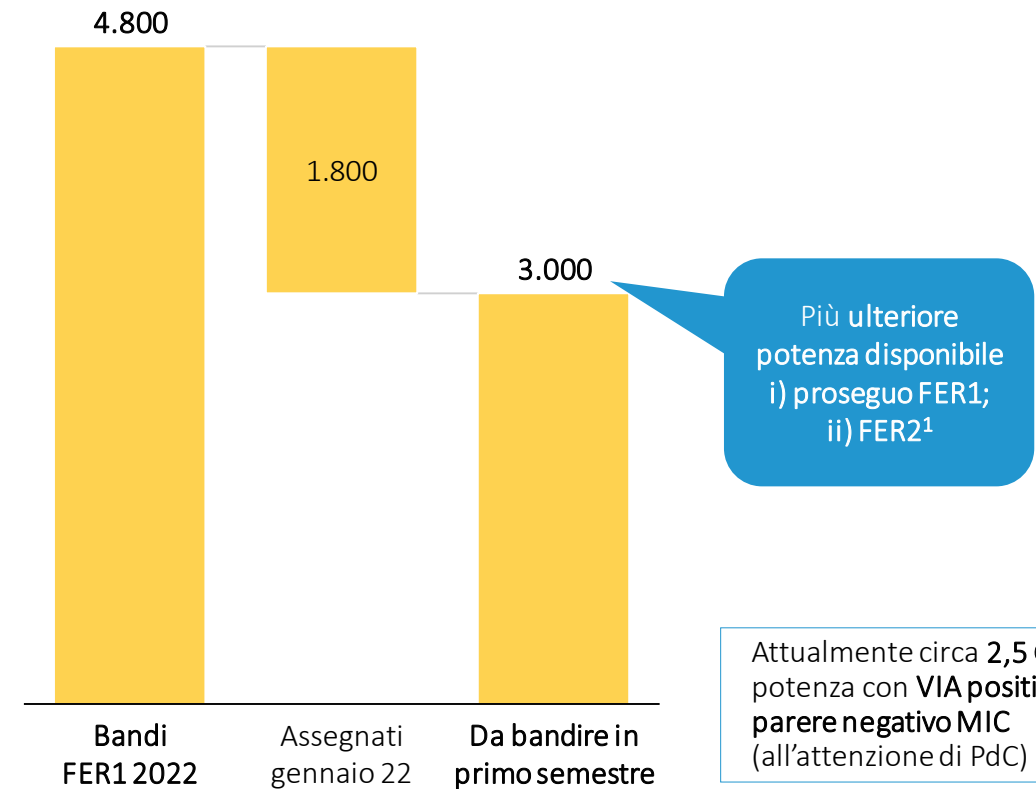 4.800
1.800
3.000
Più ulteriore
potenza disponibile
i) proseguo FER1;
ii) FER2¹
Attualmente circa 2,5
potenza con VIA positi
parere negativo MIC
(all'attenzione di PdC)
Bandi
FER1 2022
Assegnati
gennaio 22
Da bandire in
primo semestre